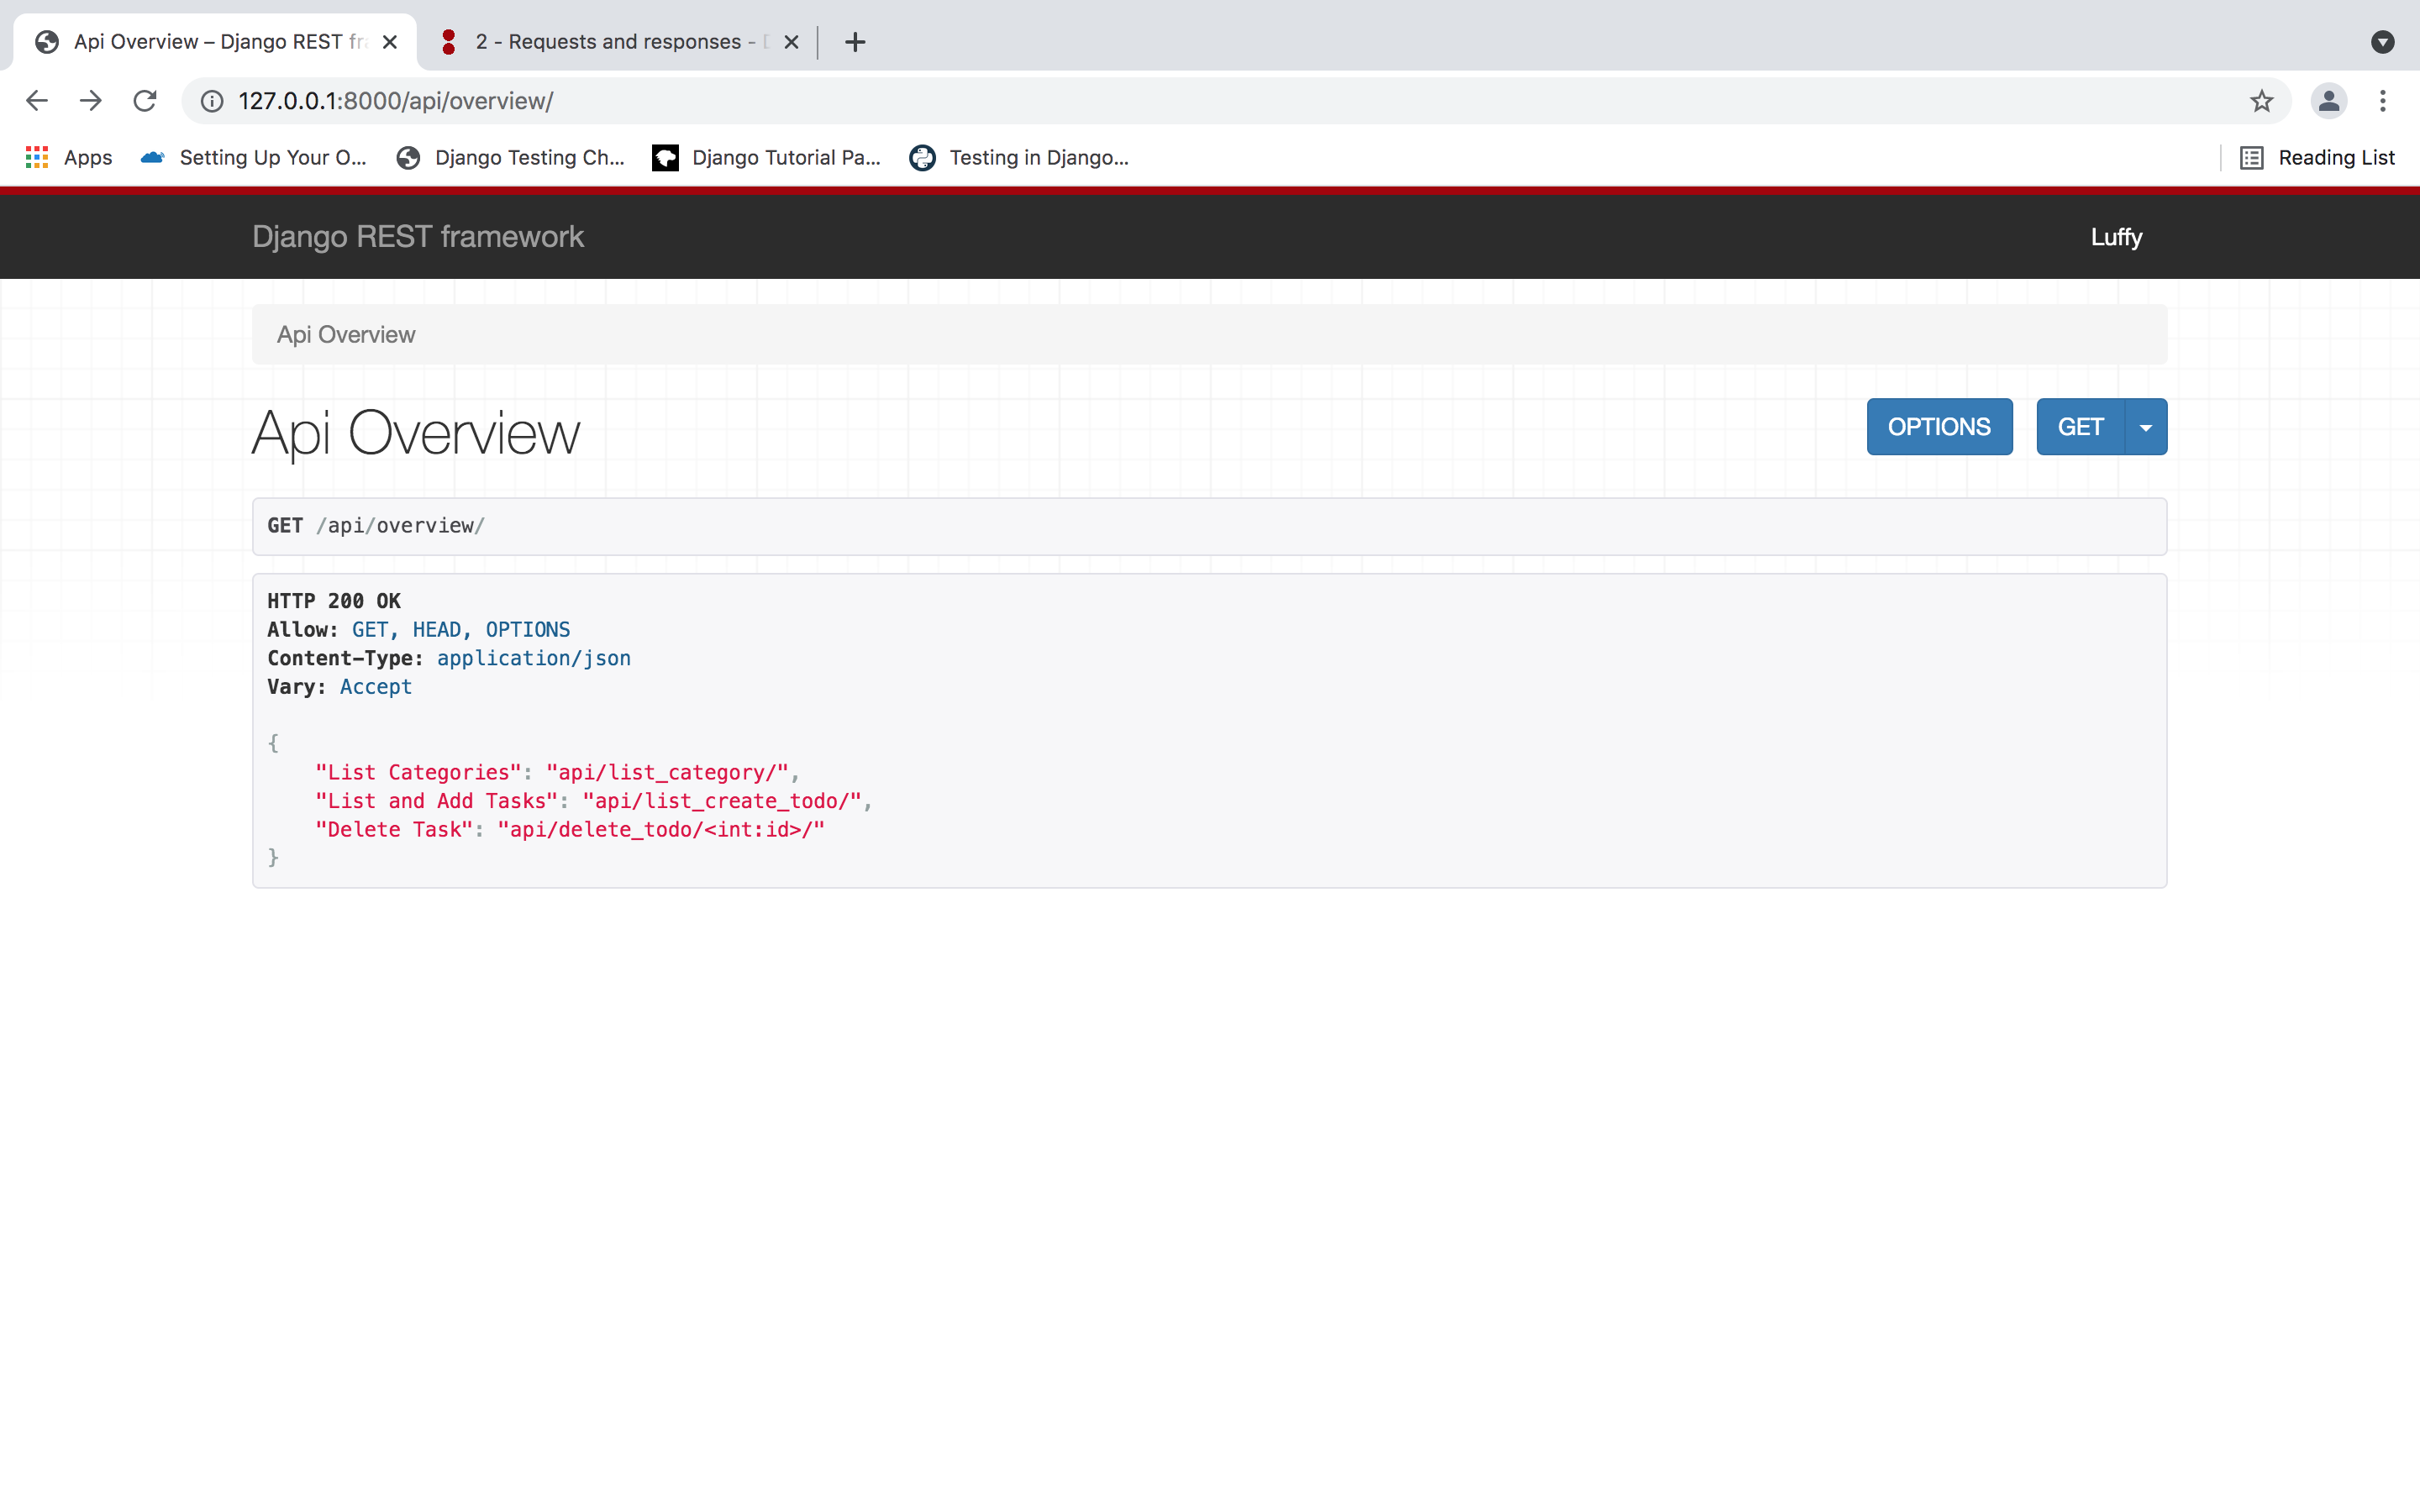 Api Overview – Django REST fr
2 - Requests and responses -
127.0.0.1:8000/api/overview/
Apps
Setting Up Your O...
Django Testing Ch...
Django Tutorial Pa...
Testing in Django...
Reading List
Django REST framework
Luffy
Api Overview
Api Overview
OPTIONS
GET
GET /api/overview/
HTTP 200 OK
Allow: GET, HEAD, OPTIONS
Content-Type: application/json
Vary: Accept
{
"List Categories": "api/list_category/",
"List and Add Tasks": "api/list_create_todo/",
"Delete Task": "api/delete_todo/<int:id>/"
}